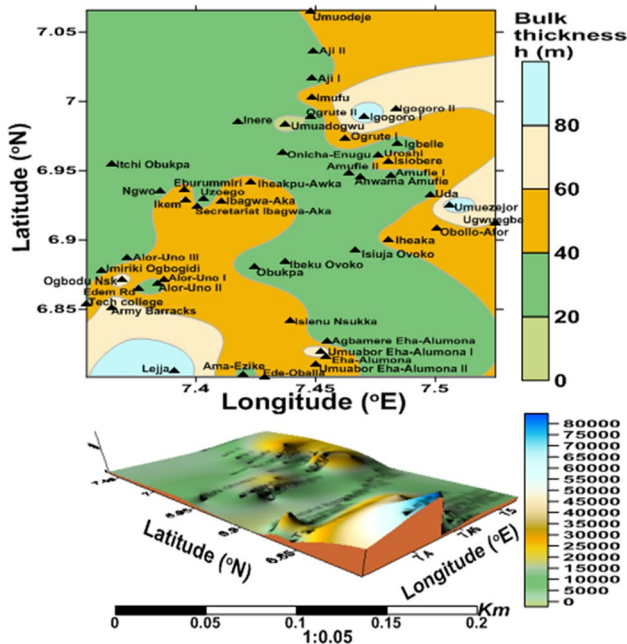 Bulk
thickness
h (m)
7.05
7
6.95
6.9
6.85
Latitude (°N)
Umuodeje
Aji II
Aji I
Imufu
Ogrute II
Igogoro II
Igogoro I
Inere
Umuadogwu
Ogrute I
Igbelle
Onicha-Enugu
Uroshi
Isiobere
Itchi Obukpa
Amufie II
Amufie I
Ahwama Amufie
Eburummiri
Iheakpu-Awka
Ngwo
Uzoego
Ibagwa-Aka
Uda
Ikem
Secretariat Ibagwa-Aka
Umuezejor
Ugwuegbe
Obollo-Afor
Iheaka
Isiuja Ovoko
Alor-Uno III
Ibeku Ovoko
Imiriki Ogbogidi
Obukpa
Ogbodu Nsk
Alor-Uno I
Alor-Uno II
Edem Rd
Tech college
Army Barracks
Islenu Nsukka
Agbamere Eha-Alumona
Umuabor Eha-Alumona I
Eha-Alumona
Umuabor Eha-Alumona II
Lejja
Ama-Ezike
Ede-Oballa
7.4
7.45
7.5
Longitude (°E)
80
60
40
20
0
80000
75000
70000
65000
60000
55000
50000
45000
40000
35000
30000
25000
20000
15000
10000
5000
0
Latitude (°N)
6.85
Longitude (°E)
7.4
7.5
Km
0
0.05
0.1
0.15
0.2
1:0.05